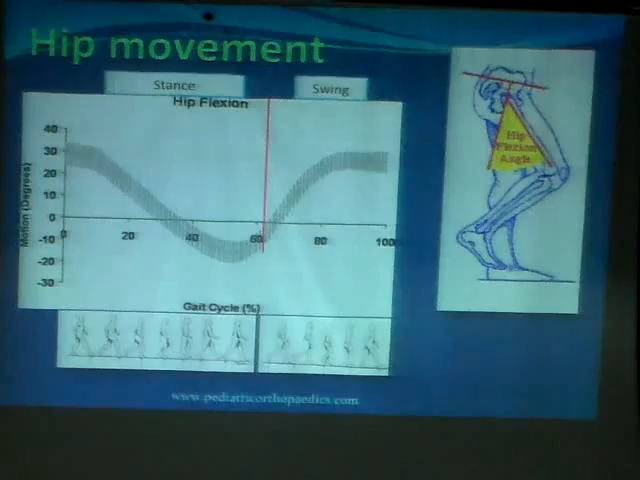 Hip movement
Stance
Swing
Hip Flexion
Motion (Degrees)
40
30
20
10
0
-10
-20
-30
0
20
40
60
80
100
Gait Cycle (%)
Hip
Flexion
Angle
www.pediatricorthopaedics.com